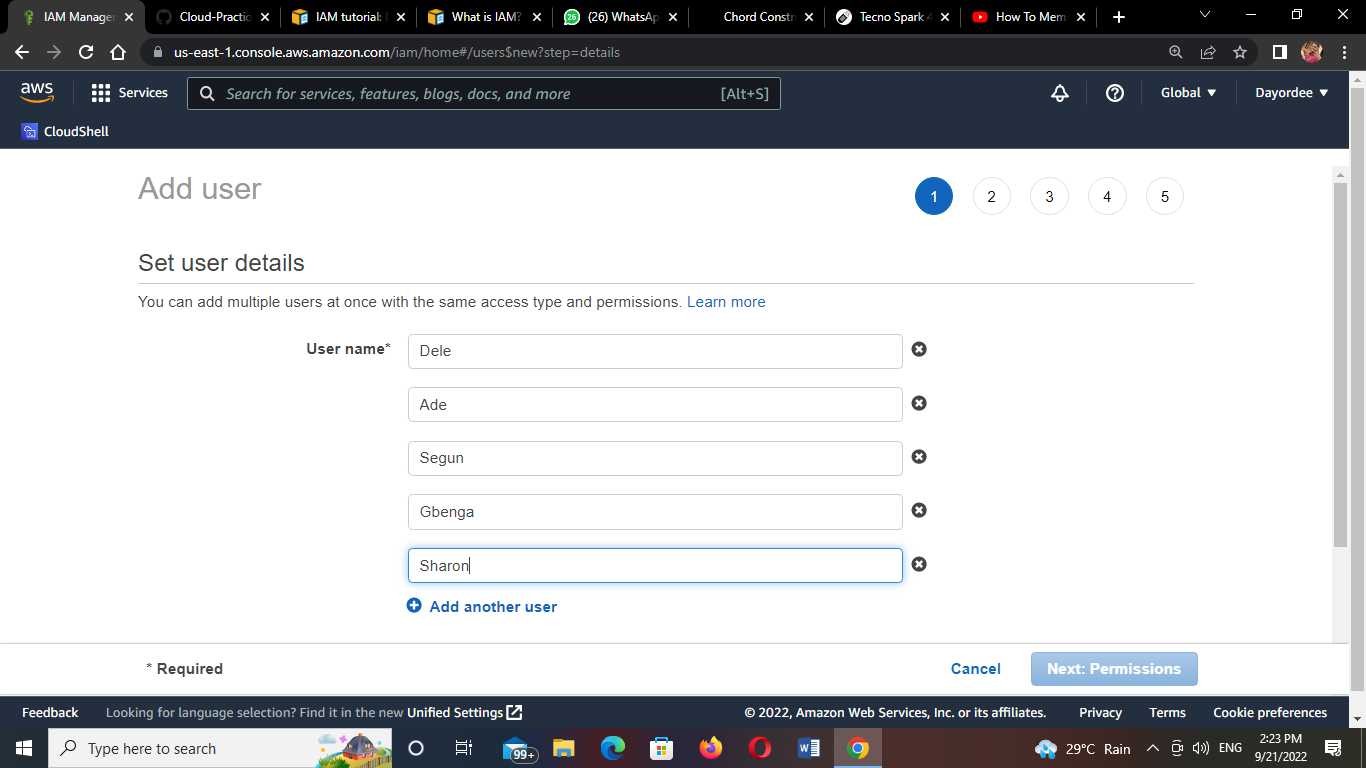 IAM Manager
Cloud-Practic
IAM tutorial:
What is IAM?
(26) WhatsAp
Chord Constr
Tecno Spark 4
How To Mem
us-east-1.console.aws.amazon.com/iam/home#/users$new?step=details
aws
Services
Search for services, features, blogs, docs, and more
[Alt+S]
Global
Dayordee
CloudShell
Add user
1
2
3
4
5
Set user details
You can add multiple users at once with the same access type and permissions. Learn more
User name*
Dele
Ade
Segun
Gbenga
Sharon
Add another user
* Required
Cancel
Next: Permissions
Feedback
Looking for language selection? Find it in the new Unified Settings
© 2022, Amazon Web Services, Inc. or its affiliates.
Privacy
Terms
Cookie preferences
Type here to search
99+
29°C Rain
ENG
2:23 PM
9/21/2022